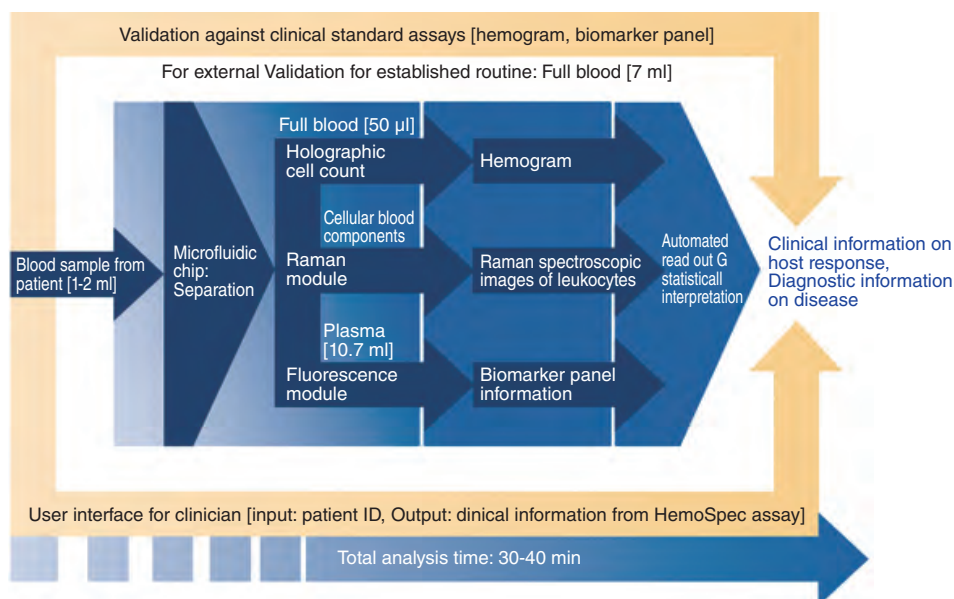 Validation against clinical standard assays [hemogram, biomarker panel]
For external Validation for established routine: Full blood [7 ml]
Full blood [50 µl]
Holographic
cell count
Hemogram
Cellular blood
components
Blood sample from
patient [1-2 ml]
Microfluidic
chip:
Separation
Raman
module
Raman spectroscopic
images of leukocytes
Automated
read out G
statisticall
interpretation
Clinical information on
host response,
Diagnostic information
on disease
Plasma
[10.7 ml]
Fluorescence
module
Biomarker panel
information
User interface for clinician [input: patient ID, Output: dinical information from HemoSpec assay]
Total analysis time: 30-40 min